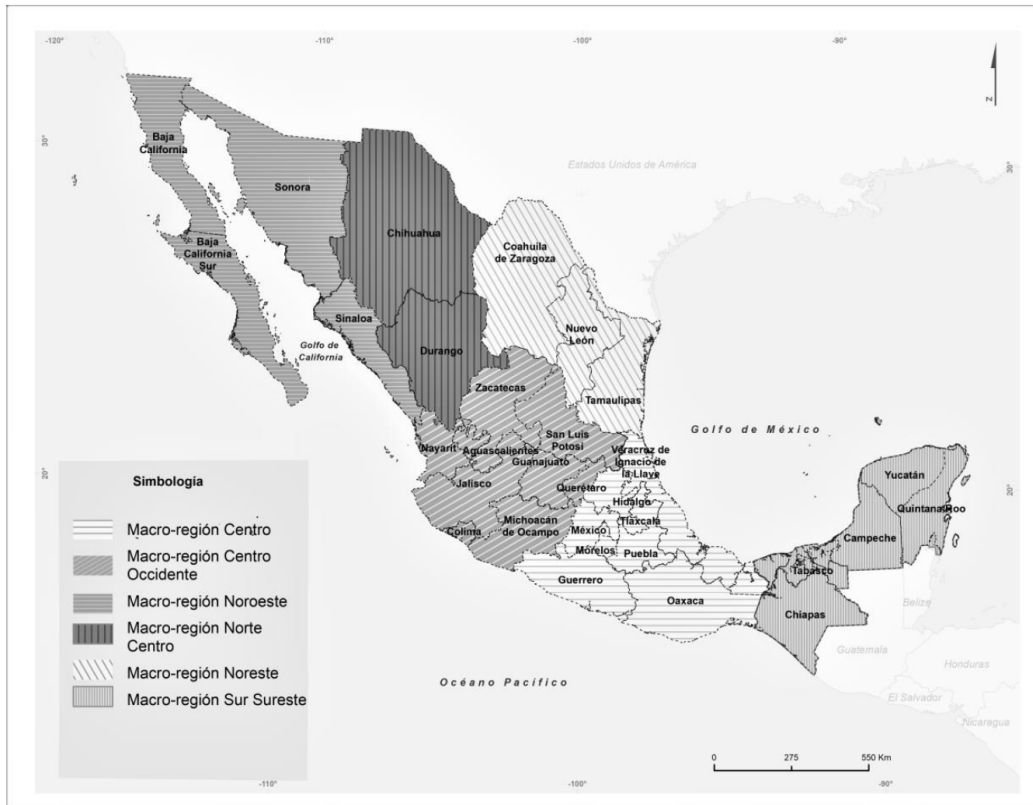 -120°
-110°
-100°
-90°
30°
30°
Z
Estados Unidos de América
Baja
California
Sonora
Chihuahua
Coahuila
de Zaragoza
Baja
California
Sur
Sinaloa
Golfo de
California
Durango
Nuevo
León
Tamaulipas
Zacatecas
Golfo de México
San Luis
Potosí
Nayarit
Aguascalientes
Guanajuato
Veracruz de
Ignacio de
la Llave
Jalisco
Querétaro
Hidalgo
Yucatán
Quintana Roo
20°
20°
Colima
Michoacán
de Ocampo
México
Tlaxcala
Morelos
Puebla
Campeche
Tabasco
Guerrero
Oaxaca
Chiapas
Belize
Guatemala
Honduras
El Salvador
Nicaragua
Océano Pacífico
Simbología
Macro-región Centro
Macro-región Centro
Occidente
Macro-región Noroeste
Macro-región Norte
Centro
Macro-región Noreste
Macro-región Sur Sureste
0 275 550 Km
-110°
-100°
-90°